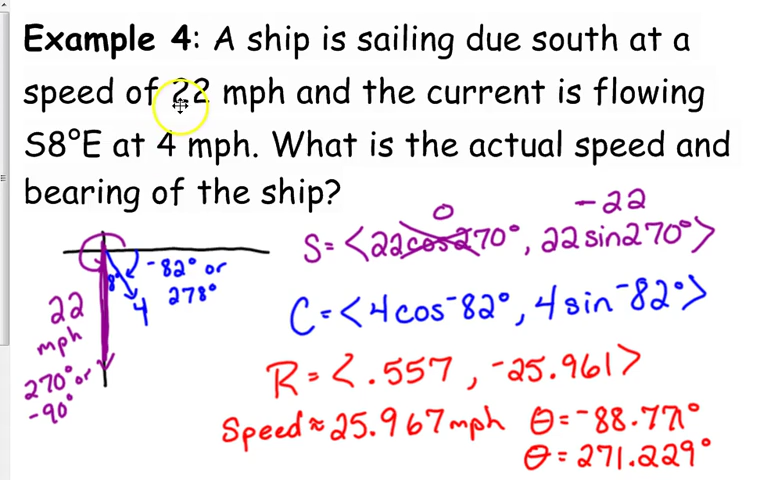 Example 4: A ship is sailing due south at a
speed of 22 mph and the current is flowing
S8°E at 4 mph. What is the actual speed and
bearing of the ship?
0
-22
S = <22cos270°, 22sin270°>
-82° or
278°
8°
4
22
mph
270° or
-90°
C = <4cos-82°, 4sin-82°>
R = <.557, -25.961>
Speed ≈ 25.967mph
θ = -88.771°
θ = 271.229°